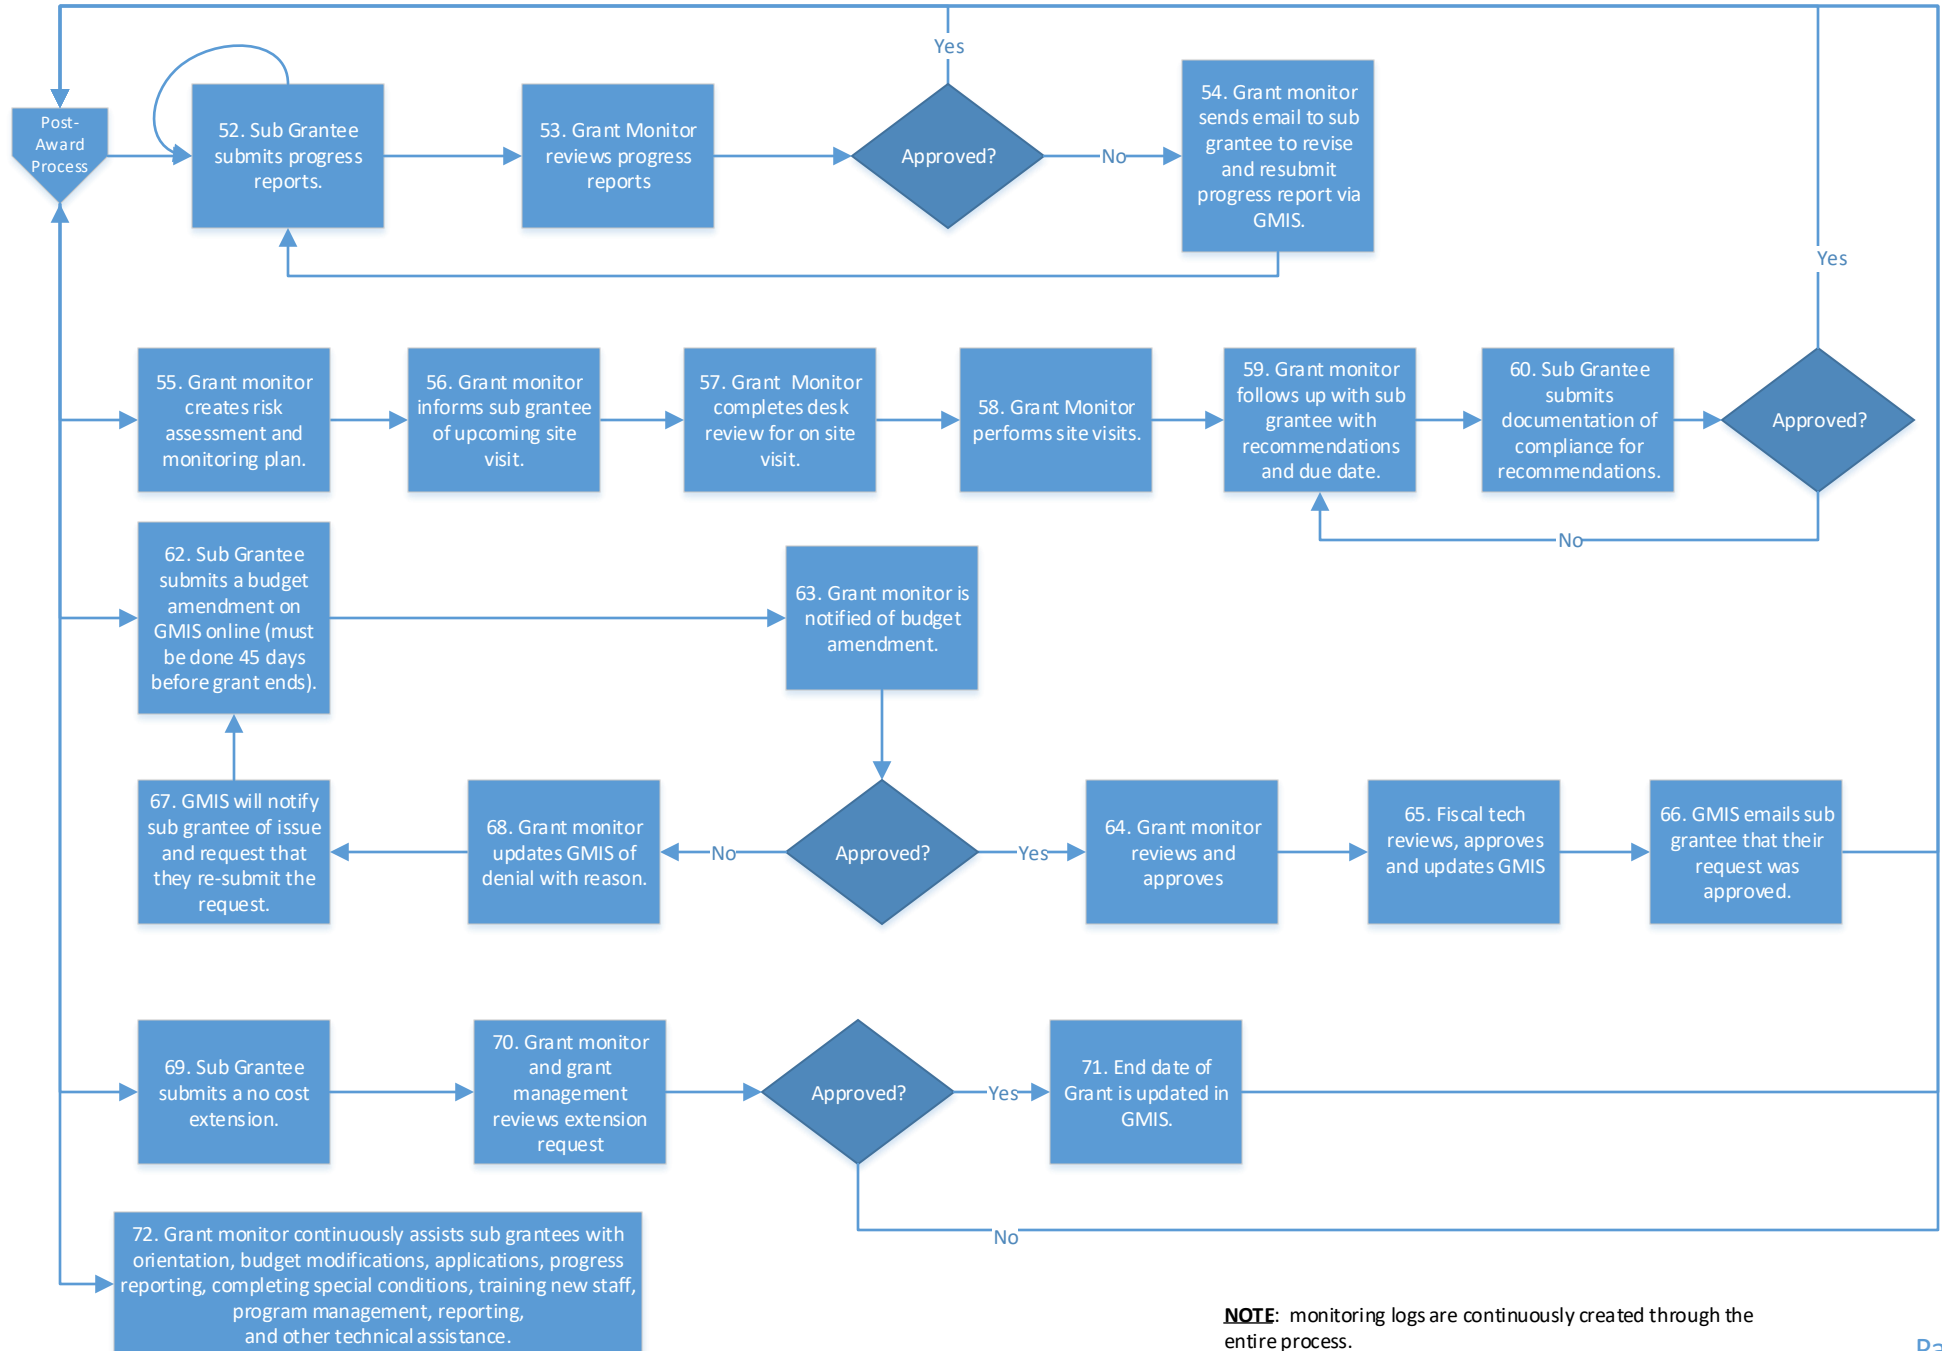 Yes
Post-
Award
Process
52. Sub Grantee
submits progress
reports.
53. Grant Monitor
reviews progress
reports
Approved?
No
54. Grant monitor
sends email to sub
grantee to revise
and resubmit
progress report via
GMIS.
Yes
55. Grant monitor
creates risk
assessment and
monitoring plan.
56. Grant monitor
informs sub grantee
of upcoming site
visit.
57. Grant Monitor
completes desk
review for on site
visit.
58. Grant Monitor
performs site visits.
59. Grant monitor
follows up with sub
grantee with
recommendations
and due date.
60. Sub Grantee
submits
documentation of
compliance for
recommendations.
Approved?
No
62. Sub Grantee
submits a budget
amendment on
GMIS online (must
be done 45 days
before grant ends).
63. Grant monitor is
notified of budget
amendment.
67. GMIS will notify
sub grantee of issue
and request that
they re-submit the
request.
68. Grant monitor
updates GMIS of
denial with reason.
No
Approved?
Yes
64. Grant monitor
reviews and
approves
65. Fiscal tech
reviews, approves
and updates GMIS
66. GMIS emails sub
grantee that their
request was
approved.
69. Sub Grantee
submits a no cost
extension.
70. Grant monitor
and grant
management
reviews extension
request
Approved?
Yes
71. End date of
Grant is updated in
GMIS.
No
72. Grant monitor continuously assists sub grantees with
orientation, budget modifications, applications, progress
reporting, completing special conditions, training new staff,
program management, reporting,
and other technical assistance.
NOTE: monitoring logs are continuously created through the
entire process.